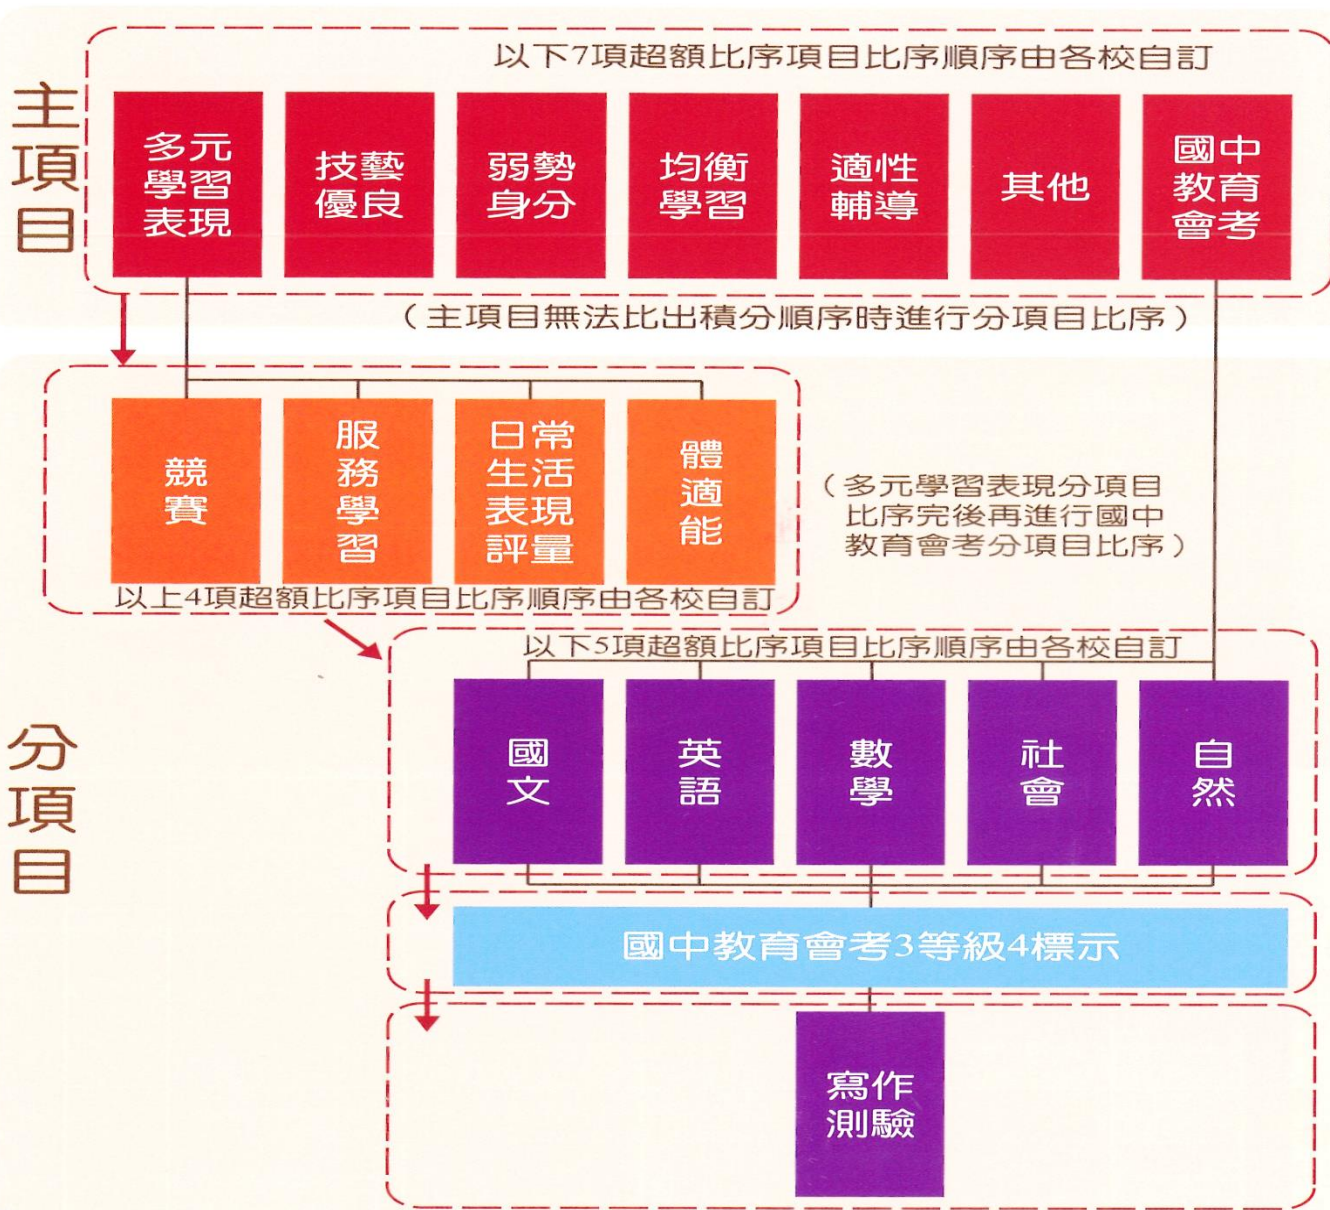 主項目
以下7項超額比序項目比序順序由各校自訂
多元
學習
表現
技藝
優良
弱勢
身分
均衡
學習
適性
輔導
其他
國中
教育
會考
（主項目無法比出積分順序時進行分項目比序）
分項目
競賽
服務學習
日常
生活
表現
評量
體適能
以上4項超額比序項目比序順序由各校自訂
（多元學習表現分項目
比序完後再進行國中
教育會考分項目比序）
以下5項超額比序項目比序順序由各校自訂
國文
英語
數學
社會
自然
國中教育會考3等級4標示
寫作
測驗